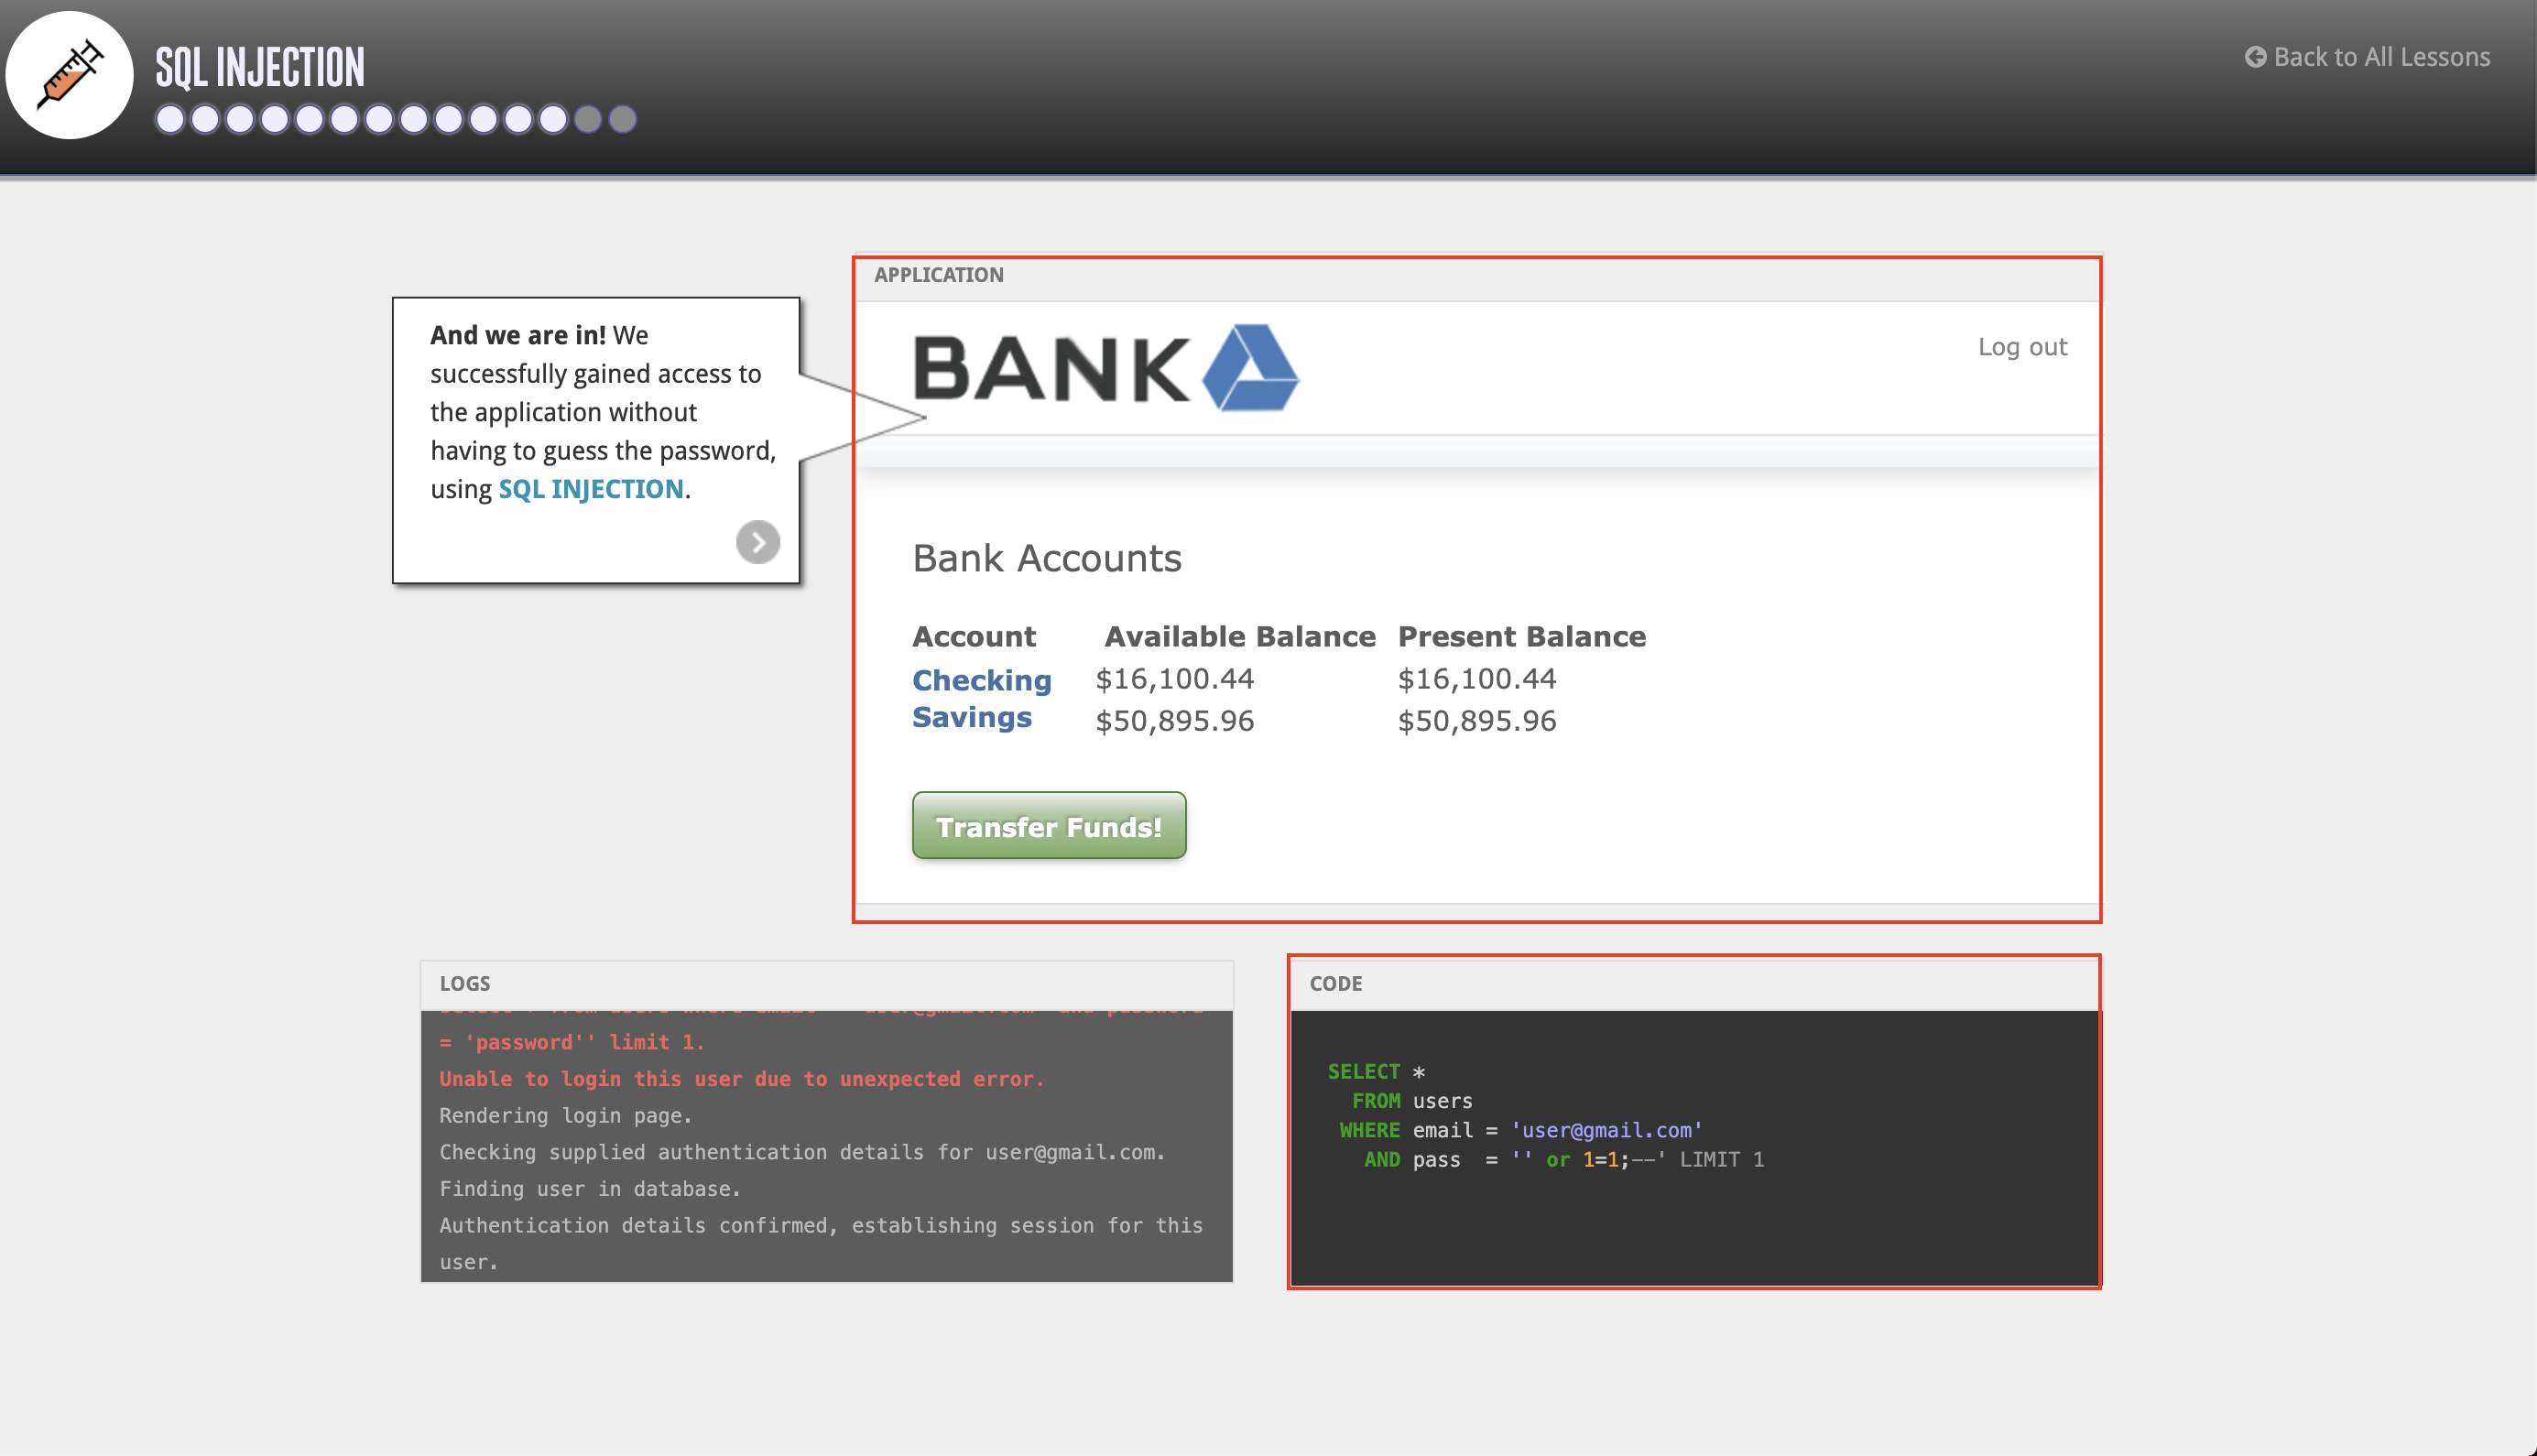 SQL INJECTION
Back to All Lessons
And we are in! We
successfully gained access to
the application without
having to guess the password,
using SQL INJECTION.
APPLICATION
BANK
Log out
Bank Accounts
Account Available Balance Present Balance
Checking $16,100.44 $16,100.44
Savings $50,895.96 $50,895.96
Transfer Funds!
LOGS
= 'password'' limit 1.
Unable to login this user due to unexpected error.
Rendering login page.
Checking supplied authentication details for user@gmail.com.
Finding user in database.
Authentication details confirmed, establishing session for this
user.
CODE
SELECT *
FROM users
WHERE email = 'user@gmail.com'
AND pass = '' or 1=1;--' LIMIT 1